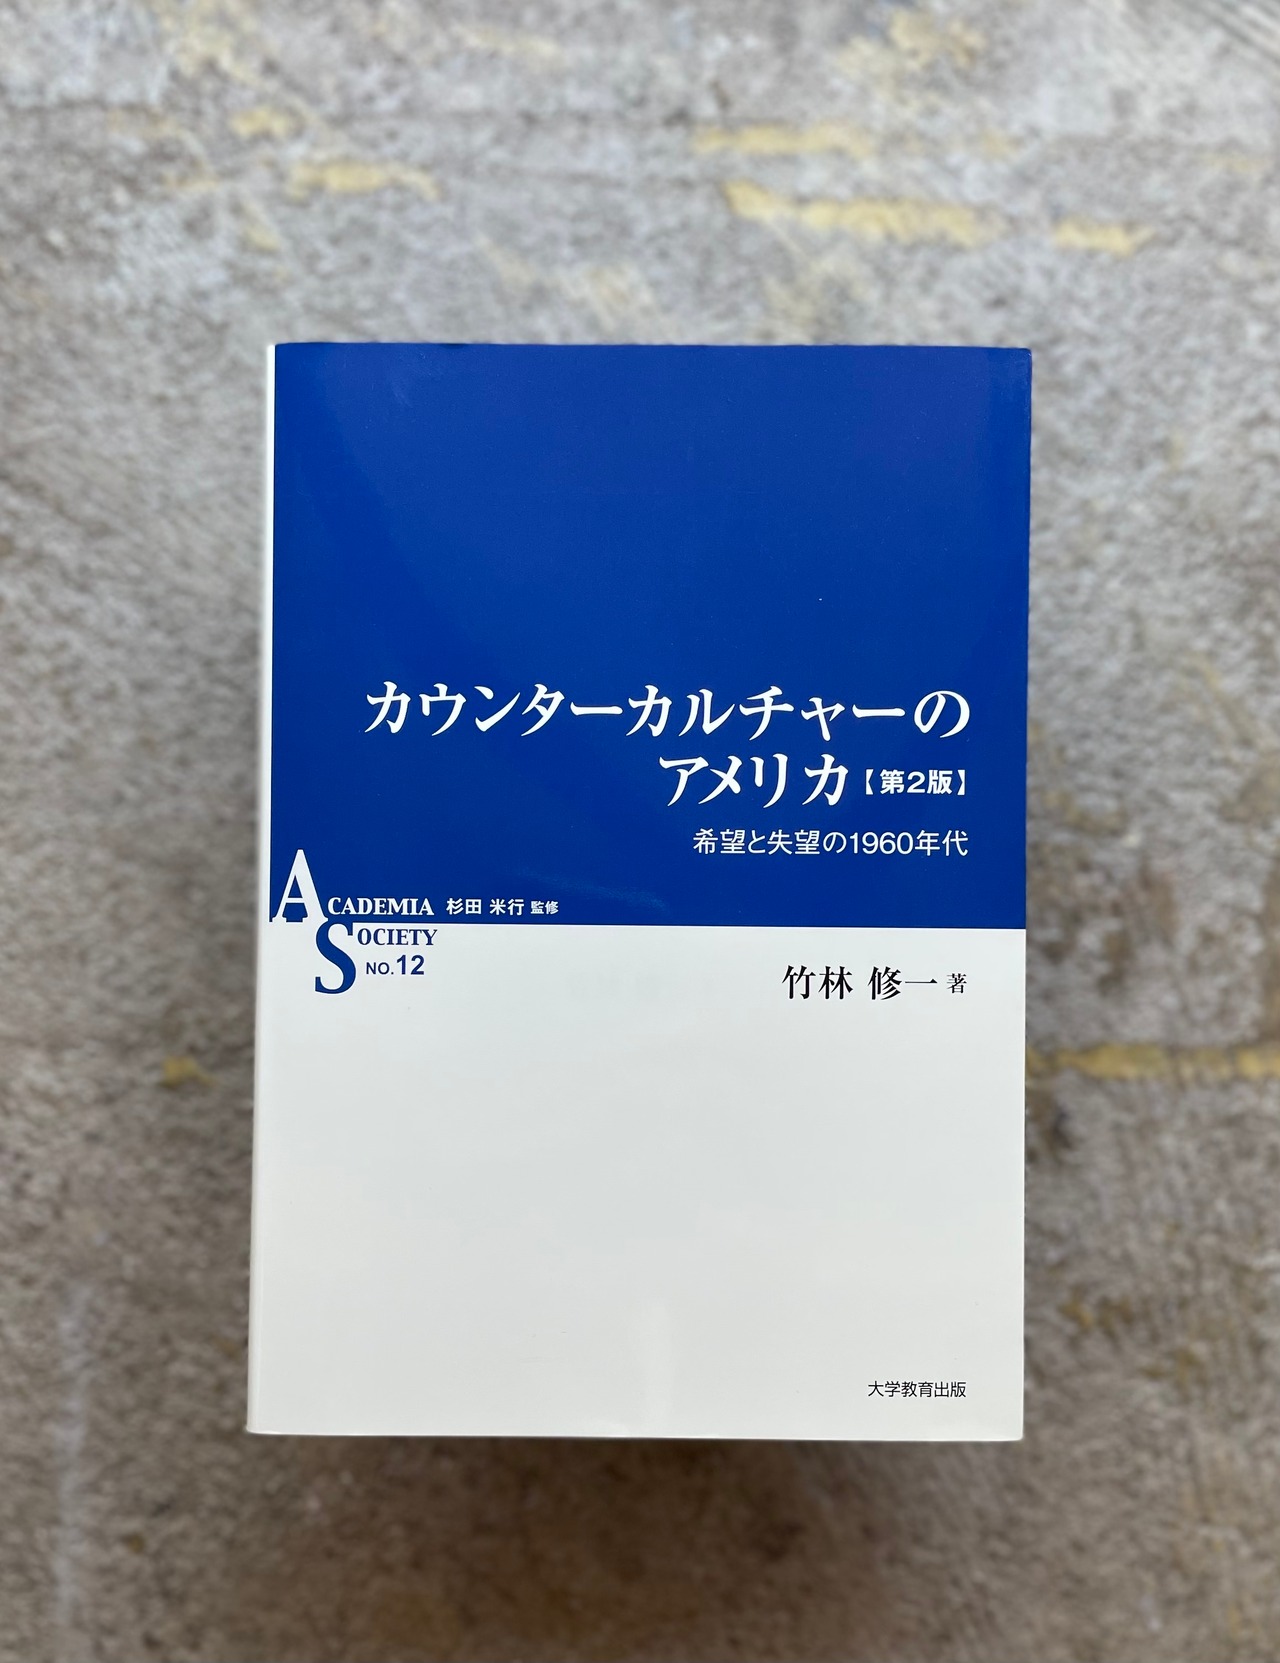 カウンターカルチャーの
アメリカ【第2版】
希望と失望の1960年代
ACADEMIA 杉田 米行 監修
SOCIETY
NO.12
竹林 修一 著
大学教育出版